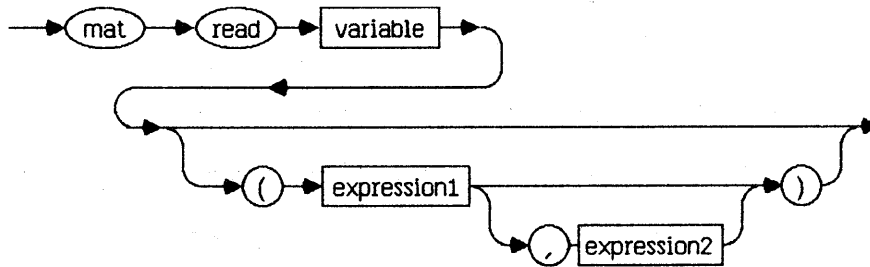 mat read variable
( expression1 )
, expression2